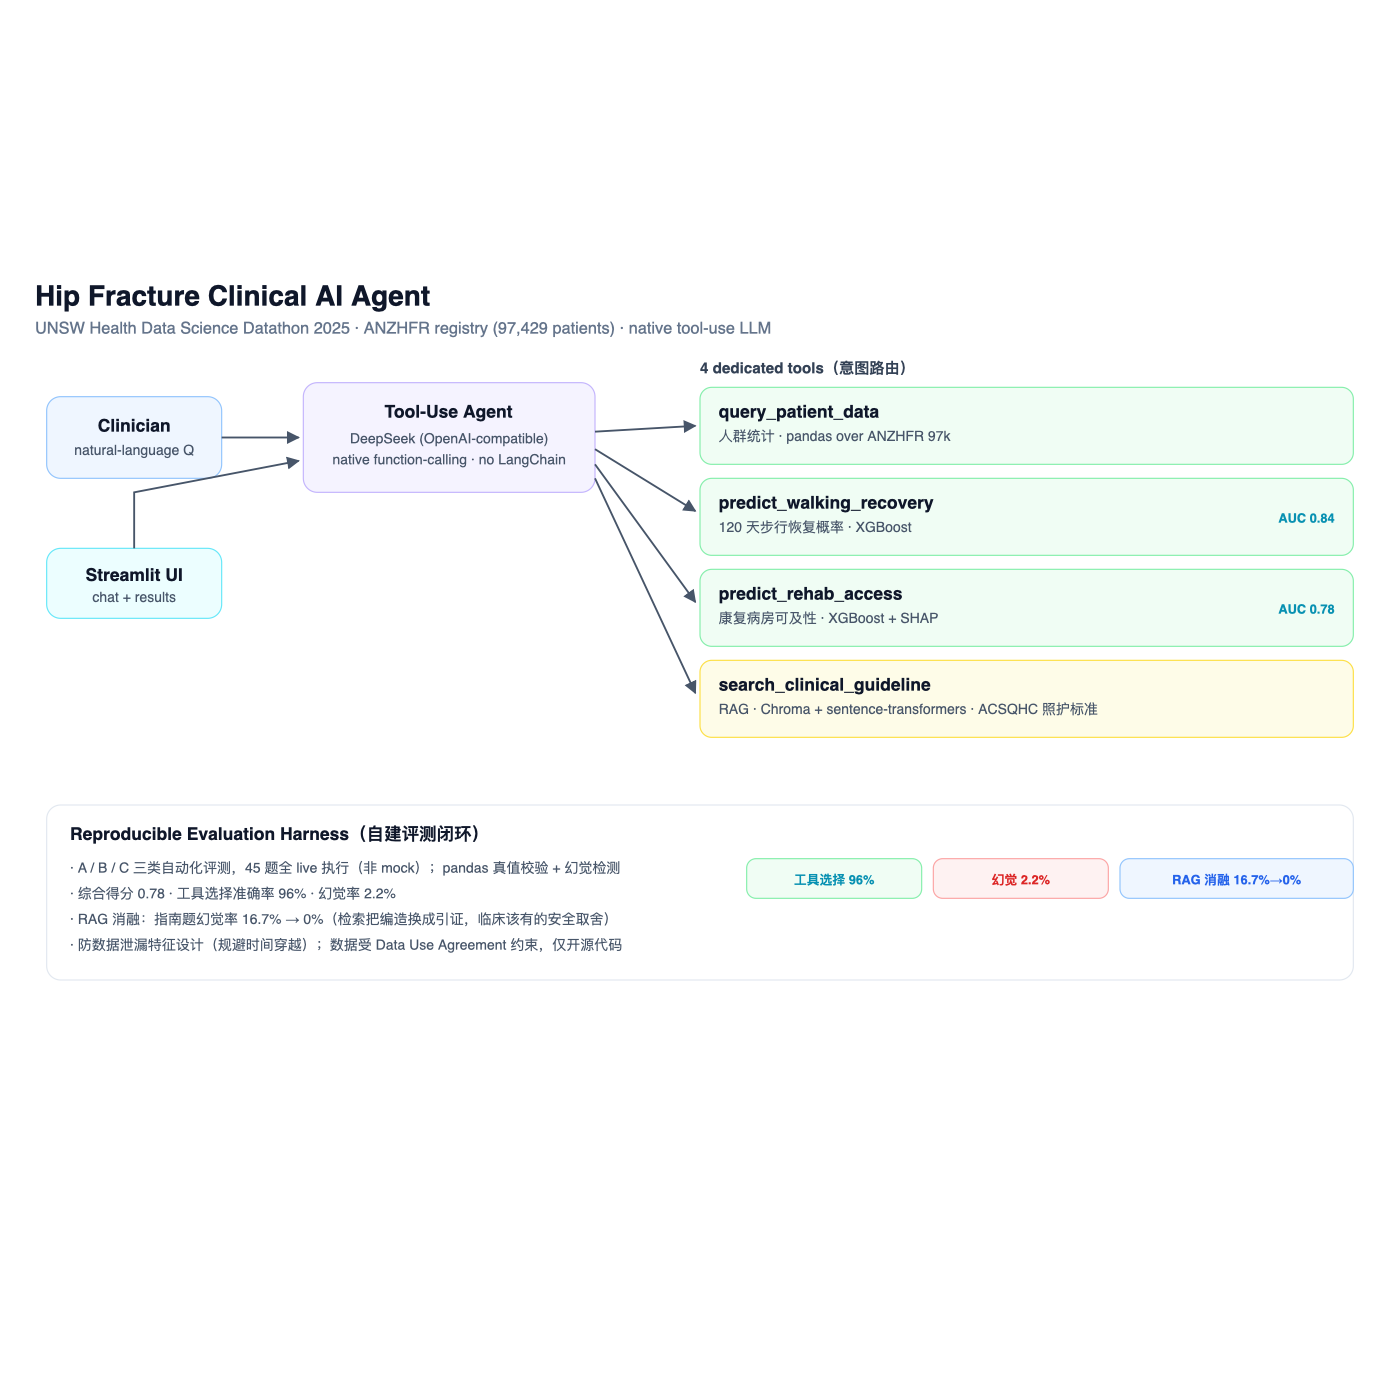 Hip Fracture Clinical AI Agent
UNSW Health Data Science Datathon 2025 · ANZHFR registry (97,429 patients) · native tool-use LLM
Clinician
natural-language Q
Streamlit UI
chat + results
Tool-Use Agent
DeepSeek (OpenAI-compatible)
native function-calling · no LangChain
4 dedicated tools（意图路由）
query_patient_data
人群统计 · pandas over ANZHFR 97k
predict_walking_recovery
120 天步行恢复概率 · XGBoost
AUC 0.84
predict_rehab_access
康复病房可及性 · XGBoost + SHAP
AUC 0.78
search_clinical_guideline
RAG · Chroma + sentence-transformers · ACSQHC 照护标准
Reproducible Evaluation Harness（自建评测闭环）
· A / B / C 三类自动化评测，45 题全 live 执行（非 mock）；pandas 真值校验 + 幻觉检测
· 综合得分 0.78 · 工具选择准确率 96% · 幻觉率 2.2%
· RAG 消融：指南题幻觉率 16.7% → 0%（检索把编造换成引证，临床该有的安全取舍）
· 防数据泄漏特征设计（规避时间穿越）；数据受 Data Use Agreement 约束，仅开源代码
工具选择 96%
幻觉 2.2%
RAG 消融 16.7%→0%